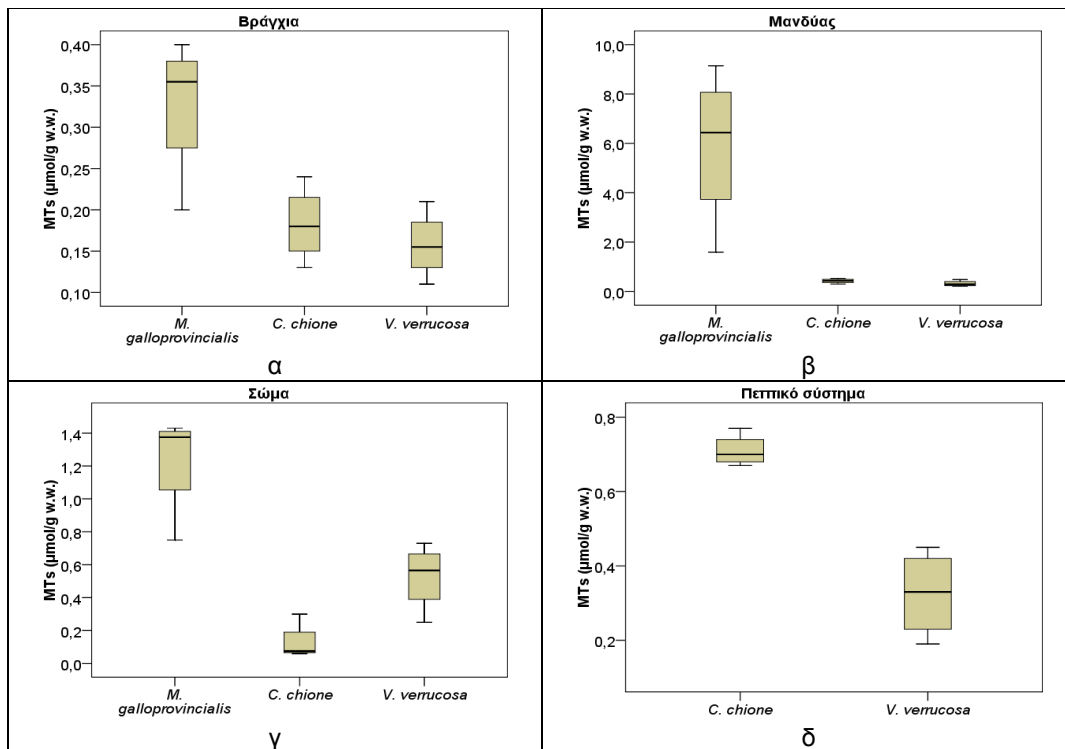 Βράγχια
MTs (μmol/g w.w.)
0,40
0,35
0,30
0,25
0,20
0,15
0,10
M.
galloprovincialis
C. chione
V. verrucosa
α
Μανδύας
MTs (μmol/g w.w.)
10,0
8,0
6,0
4,0
2,0
0,0
M.
galloprovincialis
C. chione
V. verrucosa
β
Σώμα
MTs (μmol/g w.w.)
1,4
1,2
1,0
0,8
0,6
0,4
0,2
0,0
M.
galloprovincialis
C. chione
V. verrucosa
γ
Πεπτικό σύστημα
MTs (μmol/g w.w.)
0,8
0,6
0,4
0,2
C. chione
V. verrucosa
δ